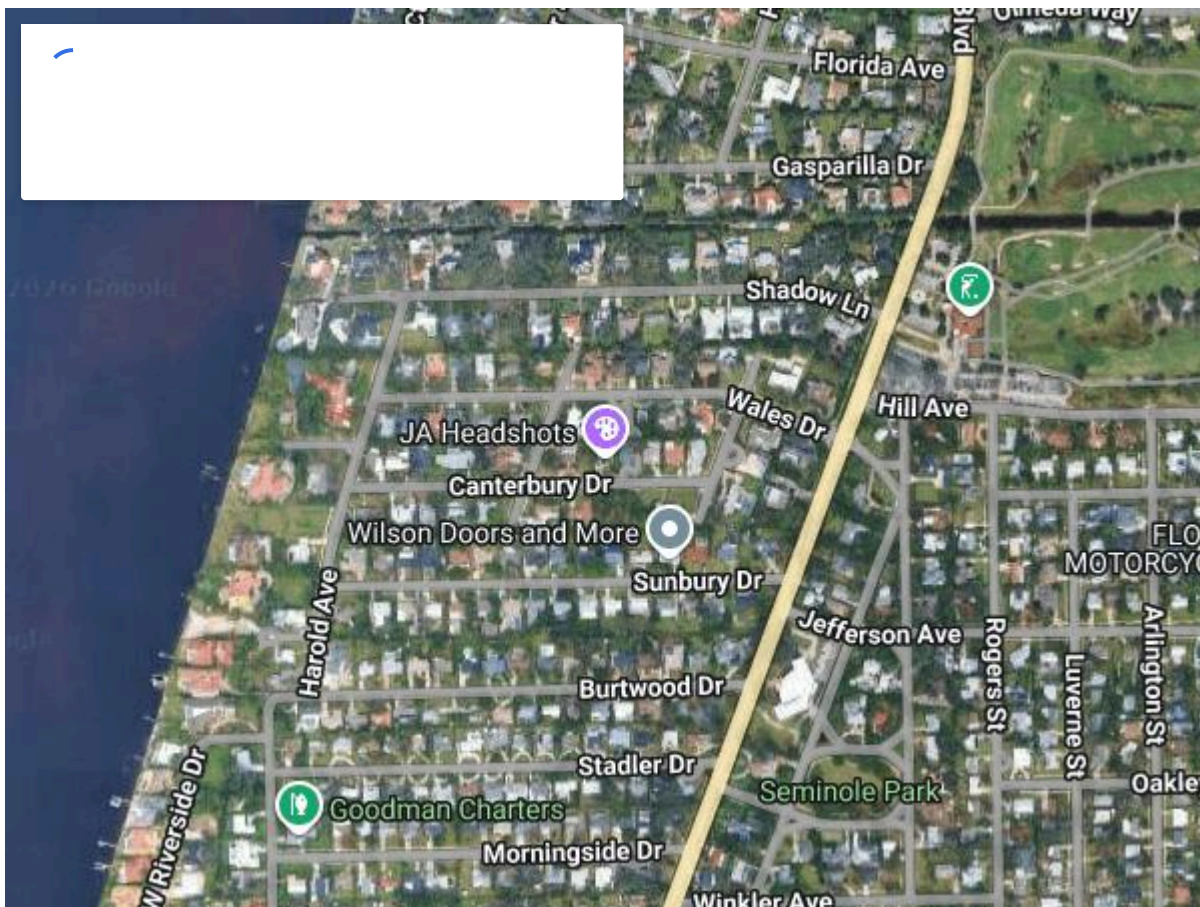 Blvd
Olmeda Way
Florida Ave
Gasparilla Dr
Shadow Ln
Wales Dr
Hill Ave
JA Headshots
Canterbury Dr
Wilson Doors and More
FLO
MOTORCYC
Sunbury Dr
Harold Ave
Jefferson Ave
Rogers St
Arlington St
Luverne St
Burtwood Dr
Stadler Dr
Seminole Park
Oakle
Goodman Charters
Morningside Dr
W Riverside Dr
Winkler Ave